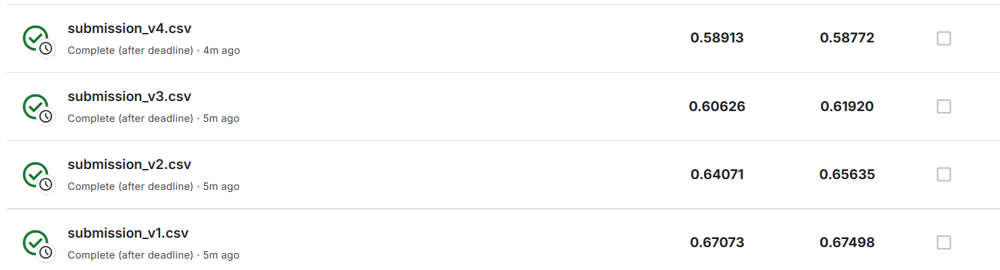 submission_v4.csv
Complete (after deadline) · 4m ago
0.58913 0.58772
submission_v3.csv
Complete (after deadline) · 5m ago
0.60626 0.61920
submission_v2.csv
Complete (after deadline) · 5m ago
0.64071 0.65635
submission_v1.csv
Complete (after deadline) · 5m ago
0.67073 0.67498